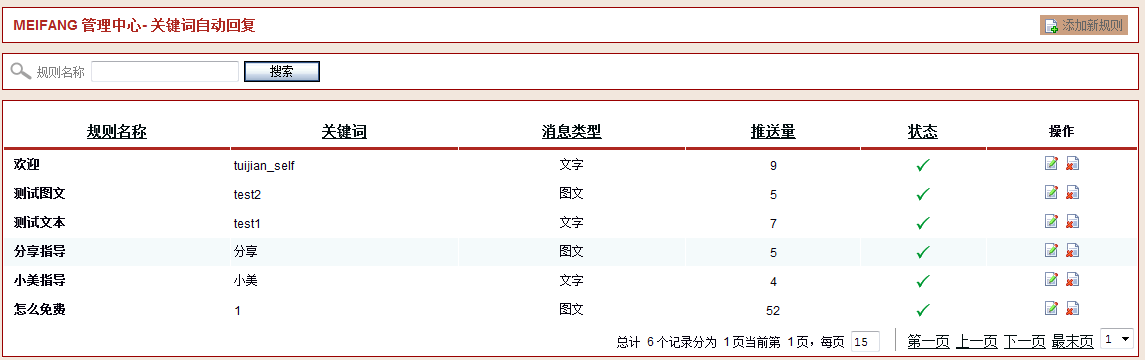 MEIFANG 管理中心- 关键词自动回复 添加新规则
规则名称 搜索
规则名称 关键词 消息类型 推送量 状态 操作
欢迎 tuijian_self 文字 9
测试图文 test2 图文 5
测试文本 test1 文字 7
分享指导 分享 图文 5
小美指导 小美 文字 4
怎么免费 1 图文 52
总计 6 个记录分为 1 页当前第 1 页，每页 15 第一页 上一页 下一页 最末页 1